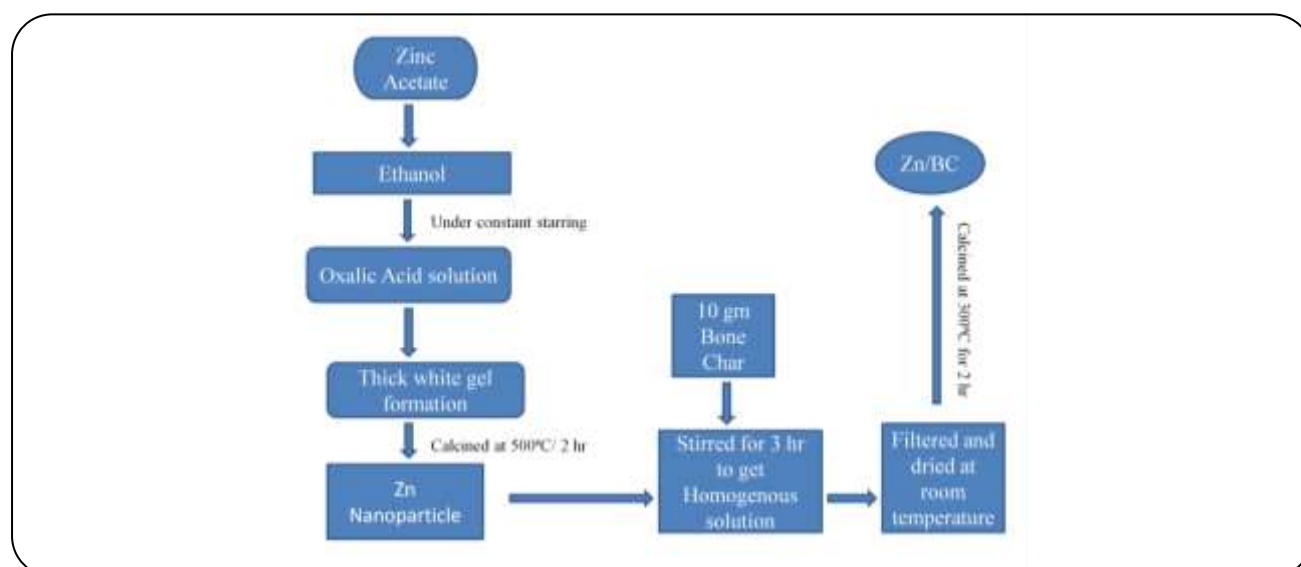 Zinc
Acetate
Ethanol
Under constant starring
Oxalic Acid solution
Thick white gel
formation
Calcined at 500ºC/ 2 hr
Zn
Nanoparticle
10 gm
Bone
Char
Stirred for 3 hr
to get
Homogenous
solution
Filtered and
dried at
room
temperature
Calcined at 300ºC for 2 hr
Zn/BC